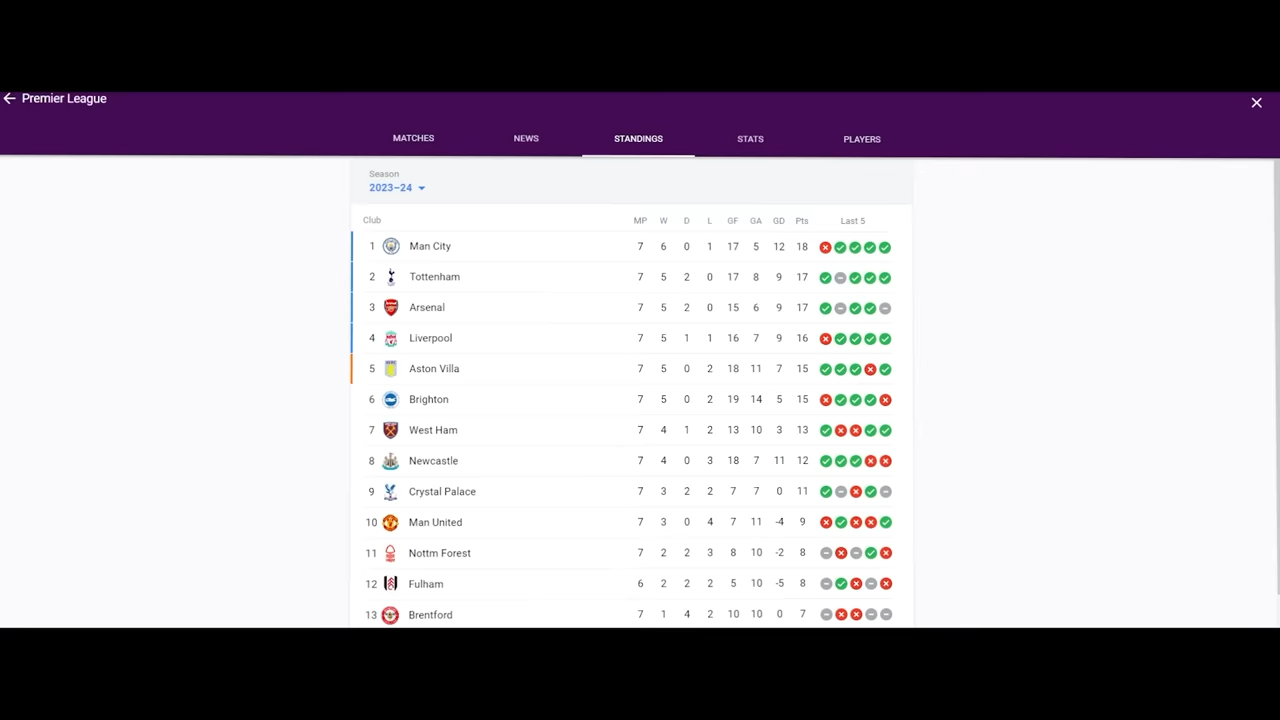 Premier League
MATCHES NEWS STANDINGS STATS PLAYERS
Season
2023–24
Club MP W D L GF GA GD Pts Last 5
1 Man City 7 6 0 1 17 5 12 18
2 Tottenham 7 5 2 0 17 8 9 17
3 Arsenal 7 5 2 0 15 6 9 17
4 Liverpool 7 5 1 1 16 7 9 16
5 Aston Villa 7 5 0 2 18 11 7 15
6 Brighton 7 5 0 2 19 14 5 15
7 West Ham 7 4 1 2 13 10 3 13
8 Newcastle 7 4 0 3 18 7 11 12
9 Crystal Palace 7 3 2 2 7 7 0 11
10 Man United 7 3 0 4 7 11 -4 9
11 Nottm Forest 7 2 2 3 8 10 -2 8
12 Fulham 6 2 2 2 5 10 -5 8
13 Brentford 7 1 4 2 10 10 0 7